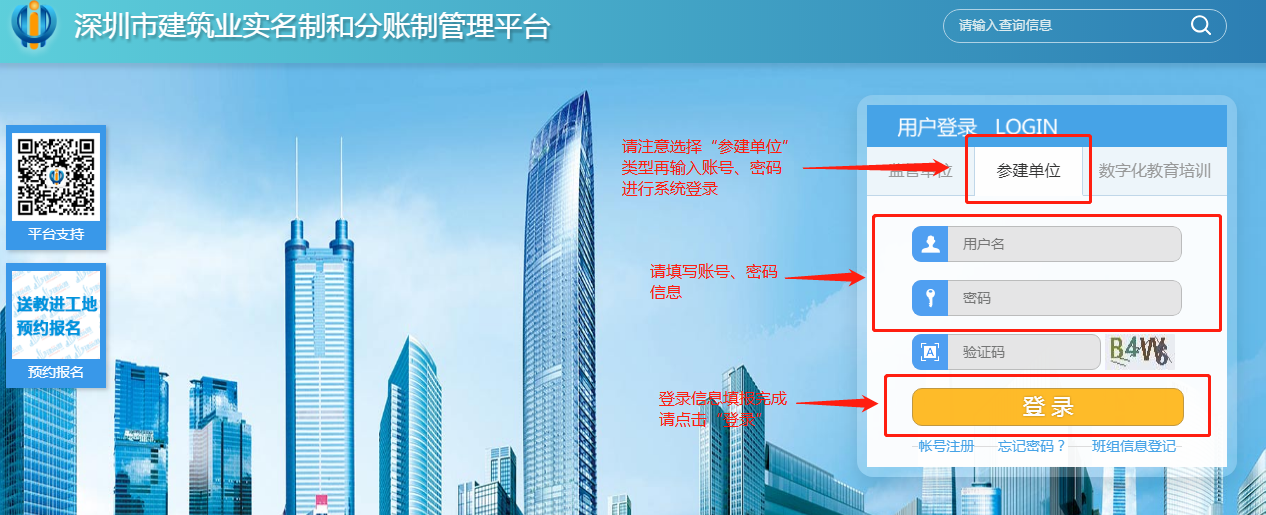 深圳市建筑业实名制和分账制管理平台
请输入查询信息
平台支持
送教进工地
预约报名
预约报名
请注意选择“参建单位”
类型再输入账号、密码
进行系统登录
请填写账号、密码
信息
登录信息填报完成
请点击“登录”
用户登录 LOGIN
监管单位 参建单位 数字化教育培训
用户名
密码
验证码
登 录
帐号注册 忘记密码？ 班组信息登记